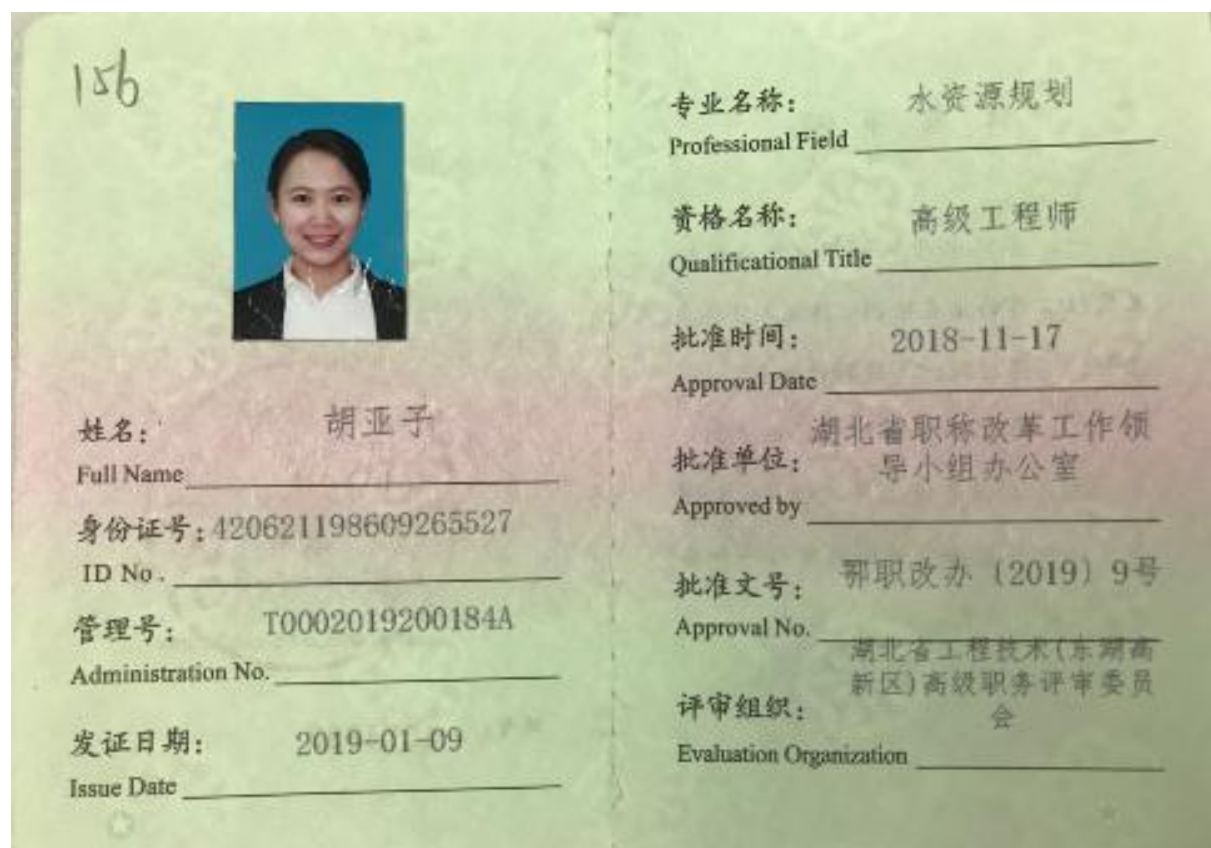 156
姓名： 胡亚子
Full Name
身份证号：420621198609265527
ID No.
管理号： T0002019200184A
Administration No.
发证日期： 2019-01-09
Issue Date
专业名称： 水资源规划
Professional Field
资格名称： 高级工程师
Qualificational Title
批准时间： 2018-11-17
Approval Date
湖北省职称改革工作领
批准单位： 导小组办公室
Approved by
批准文号： 鄂职改办（2019）9号
Approval No.
湖北省工程技术(东湖高
新区)高级职务评审委员
评审组织： 会
Evaluation Organization